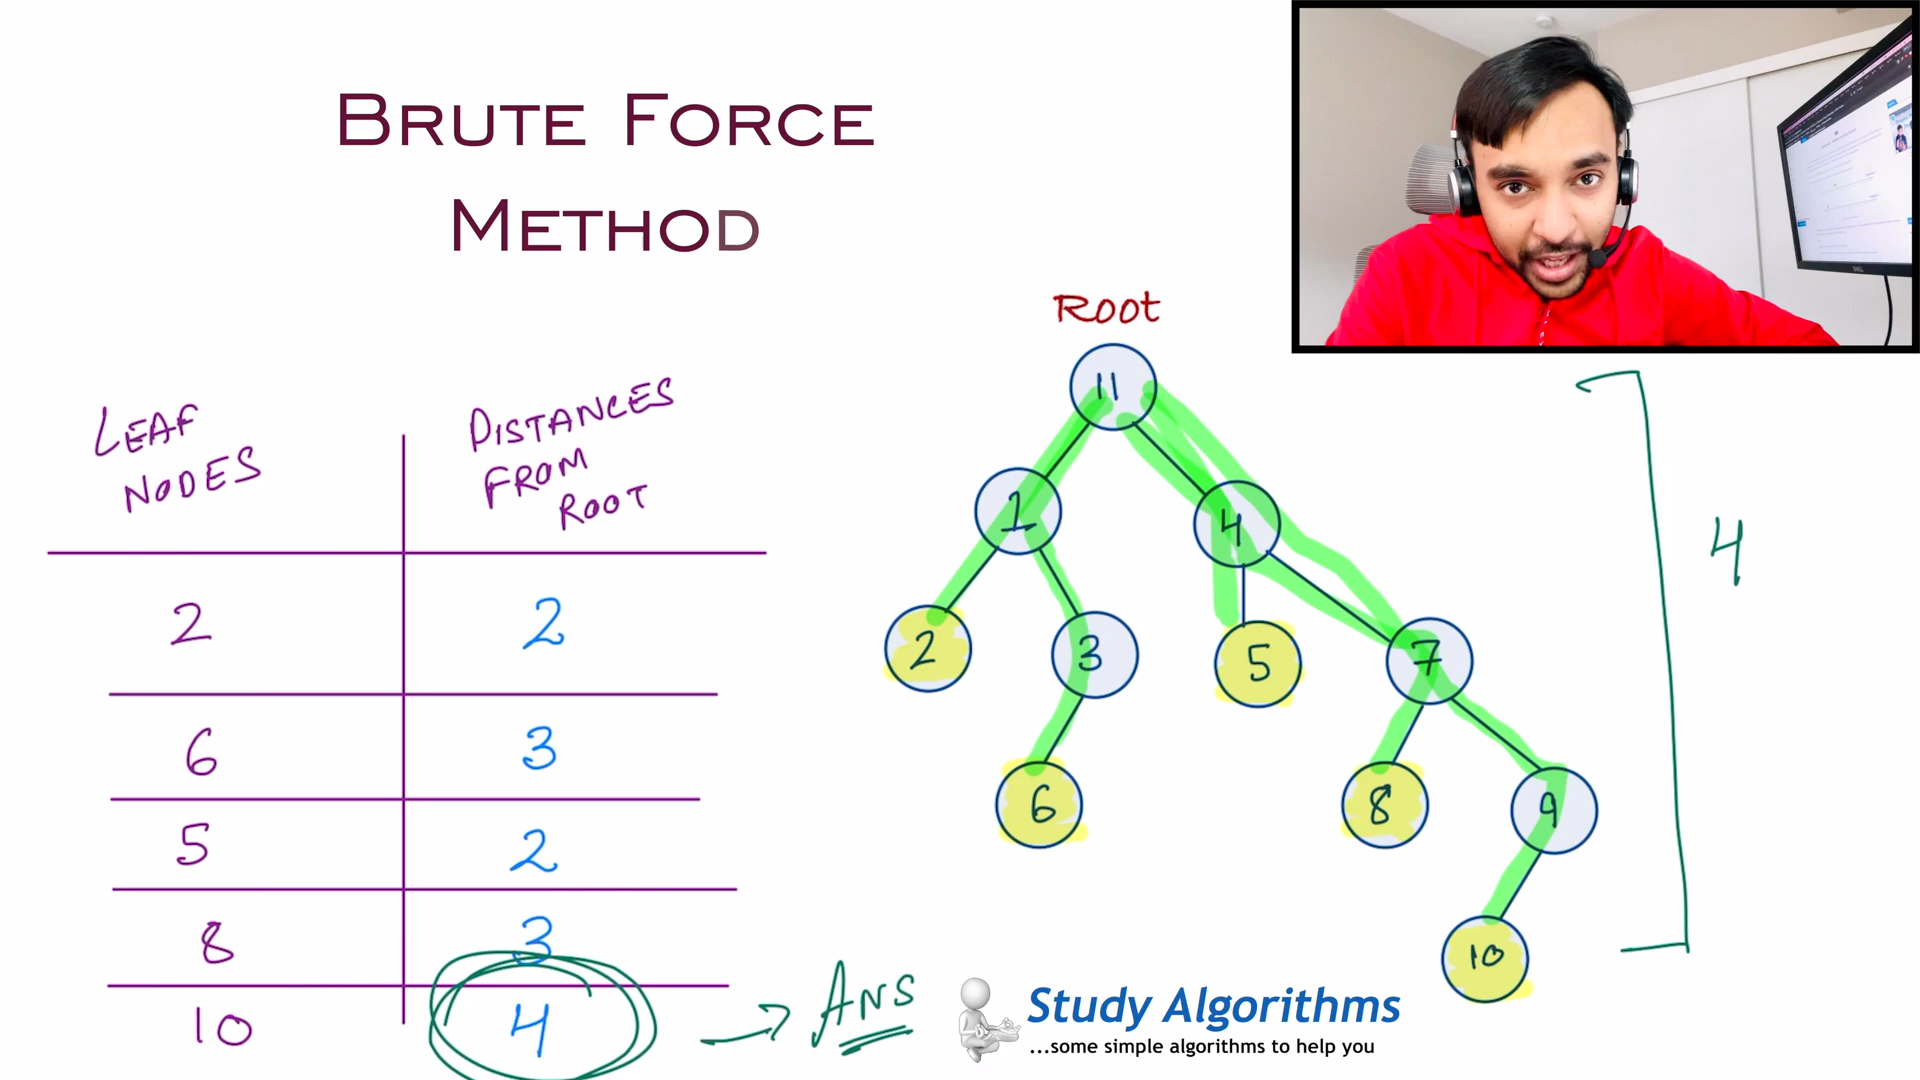 BRUTE FORCE
METHOD
LEAF
NODES
DISTANCES
FROM
ROOT
2 2
6 3
5 2
8 3
10 4
→ ANS
Root
11
1 4
2 3 5 7
6 8 9
10
4
Study Algorithms
...some simple algorithms to help you